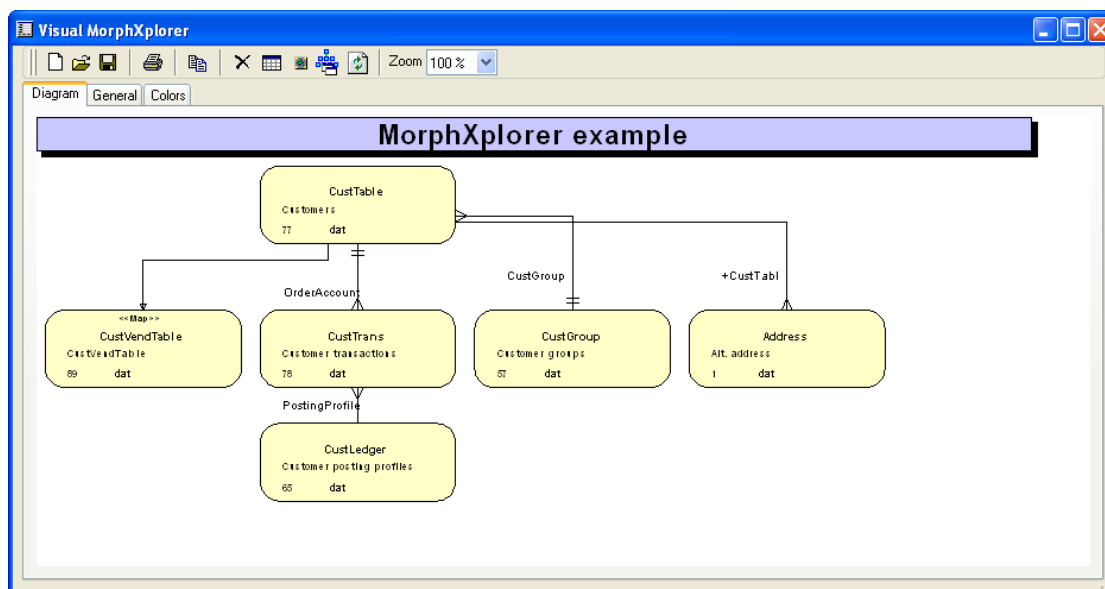 Visual MorphXplorer
Zoom 100 %
Diagram General Colors
MorphXplorer example
CustTable
Customers
77 dat
CustGroup
+CustTabl
OrderAccount
<<Map>>
CustVendTable
CustVendTable
89 dat
CustTrans
Customer transactions
78 dat
CustGroup
Customer groups
57 dat
Address
Alt. address
1 dat
PostingProfile
CustLedger
Customer posting profiles
65 dat